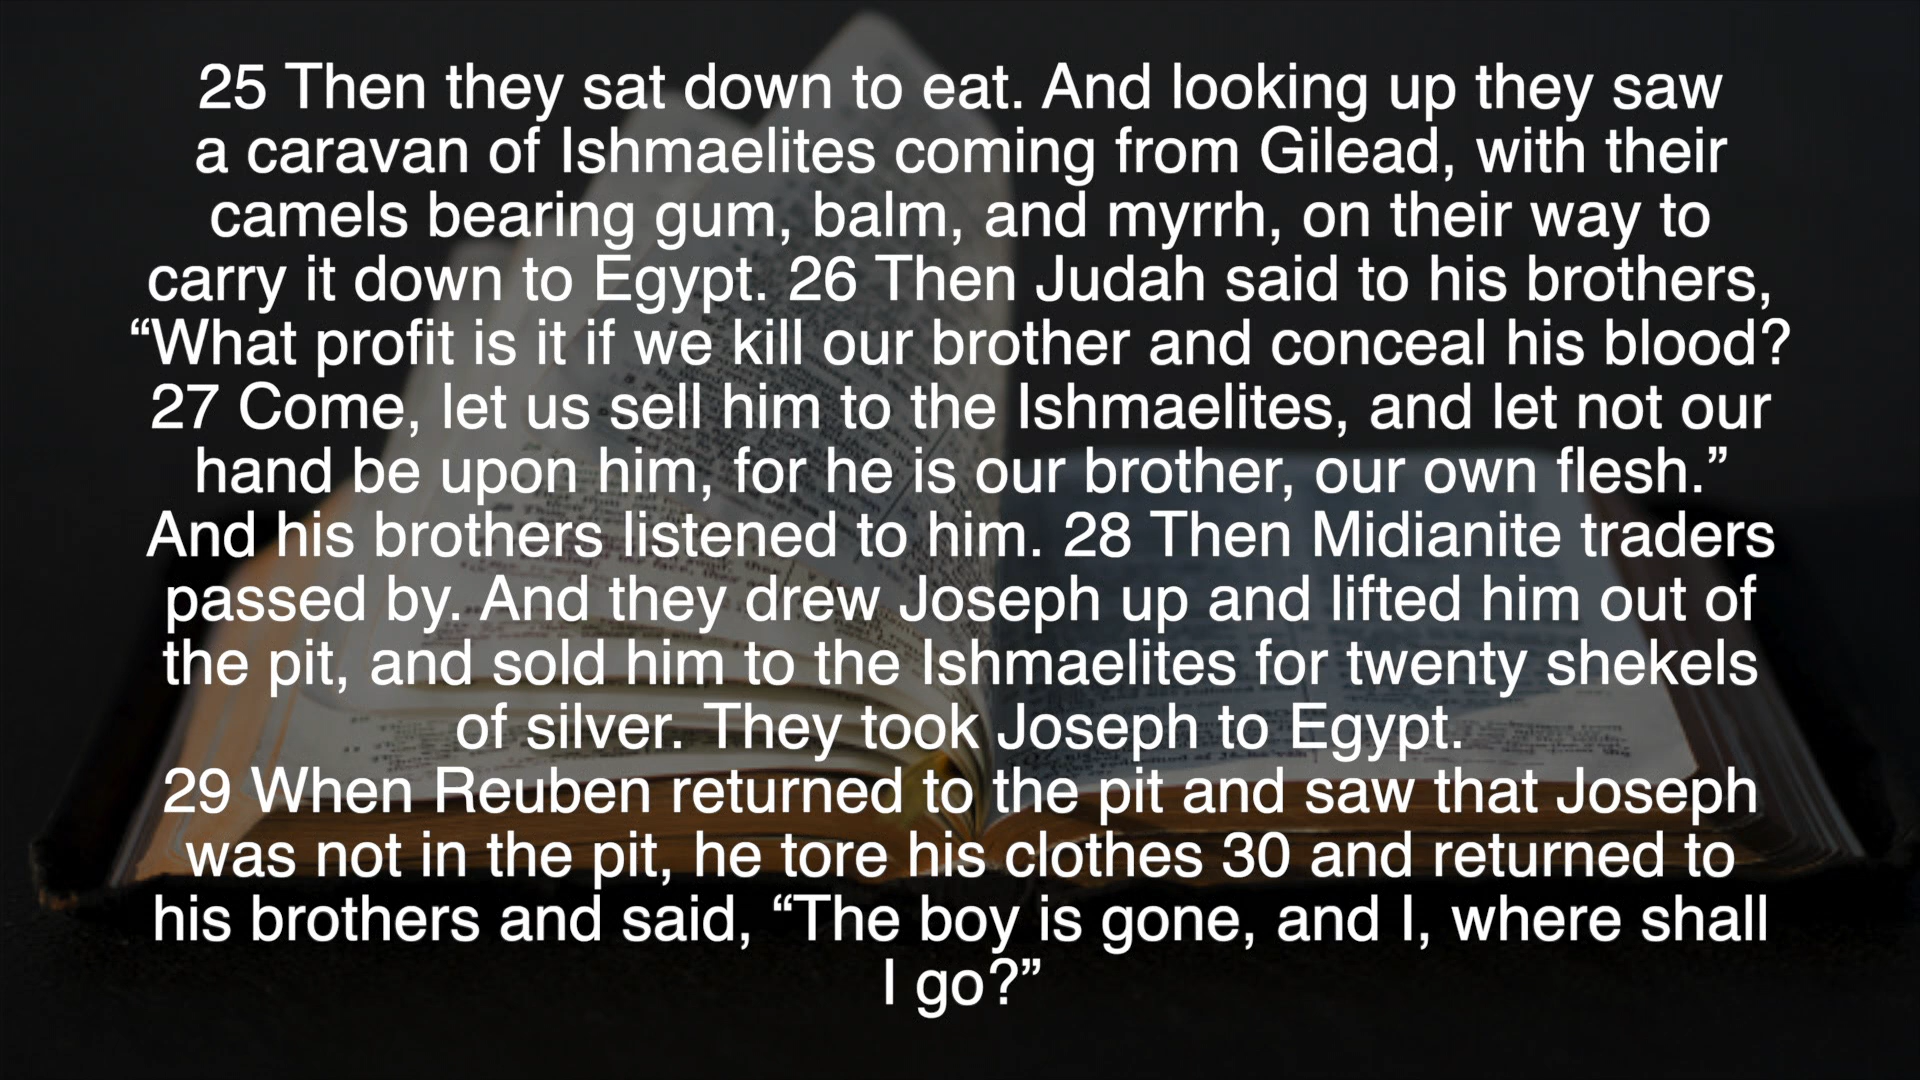 25 Then they sat down to eat. And looking up they saw
a caravan of Ishmaelites coming from Gilead, with their
camels bearing gum, balm, and myrrh, on their way to
carry it down to Egypt. 26 Then Judah said to his brothers,
“What profit is it if we kill our brother and conceal his blood?
27 Come, let us sell him to the Ishmaelites, and let not our
hand be upon him, for he is our brother, our own flesh.”
And his brothers listened to him. 28 Then Midianite traders
passed by. And they drew Joseph up and lifted him out of
the pit, and sold him to the Ishmaelites for twenty shekels
of silver. They took Joseph to Egypt.
29 When Reuben returned to the pit and saw that Joseph
was not in the pit, he tore his clothes 30 and returned to
his brothers and said, “The boy is gone, and I, where shall
I go?”